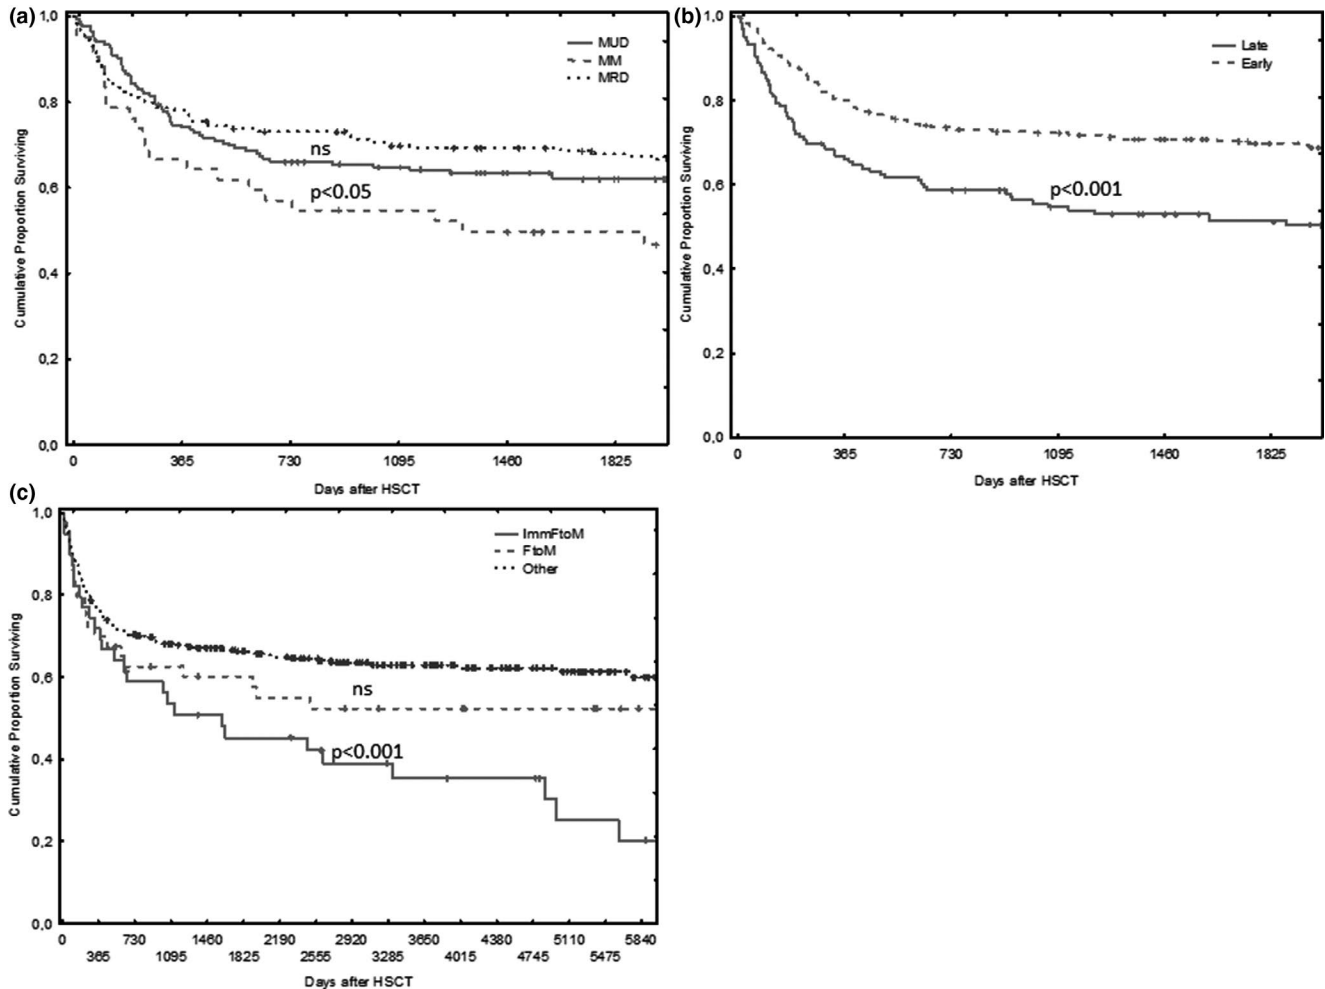 (a)
1,0
0,8
0,6
0,4
0,2
0,0
Cumulative Proportion Surviving
MUD
MM
MRD
ns
p<0.05
0 365 730 1095 1460 1825
Days after HSCT
(b)
1,0
0,8
0,6
0,4
0,2
0,0
Cumulative Proportion Surviving
Late
Early
p<0.001
0 365 730 1095 1460 1825
Days after HSCT
(c)
1,0
0,8
0,6
0,4
0,2
0,0
Cumulative Proportion Surviving
ImmFtoM
FtoM
Other
ns
p<0.001
0 730 1460 2190 2920 3650 4380 5110 5840
365 1095 1825 2555 3285 4015 4745 5475
Days after HSCT